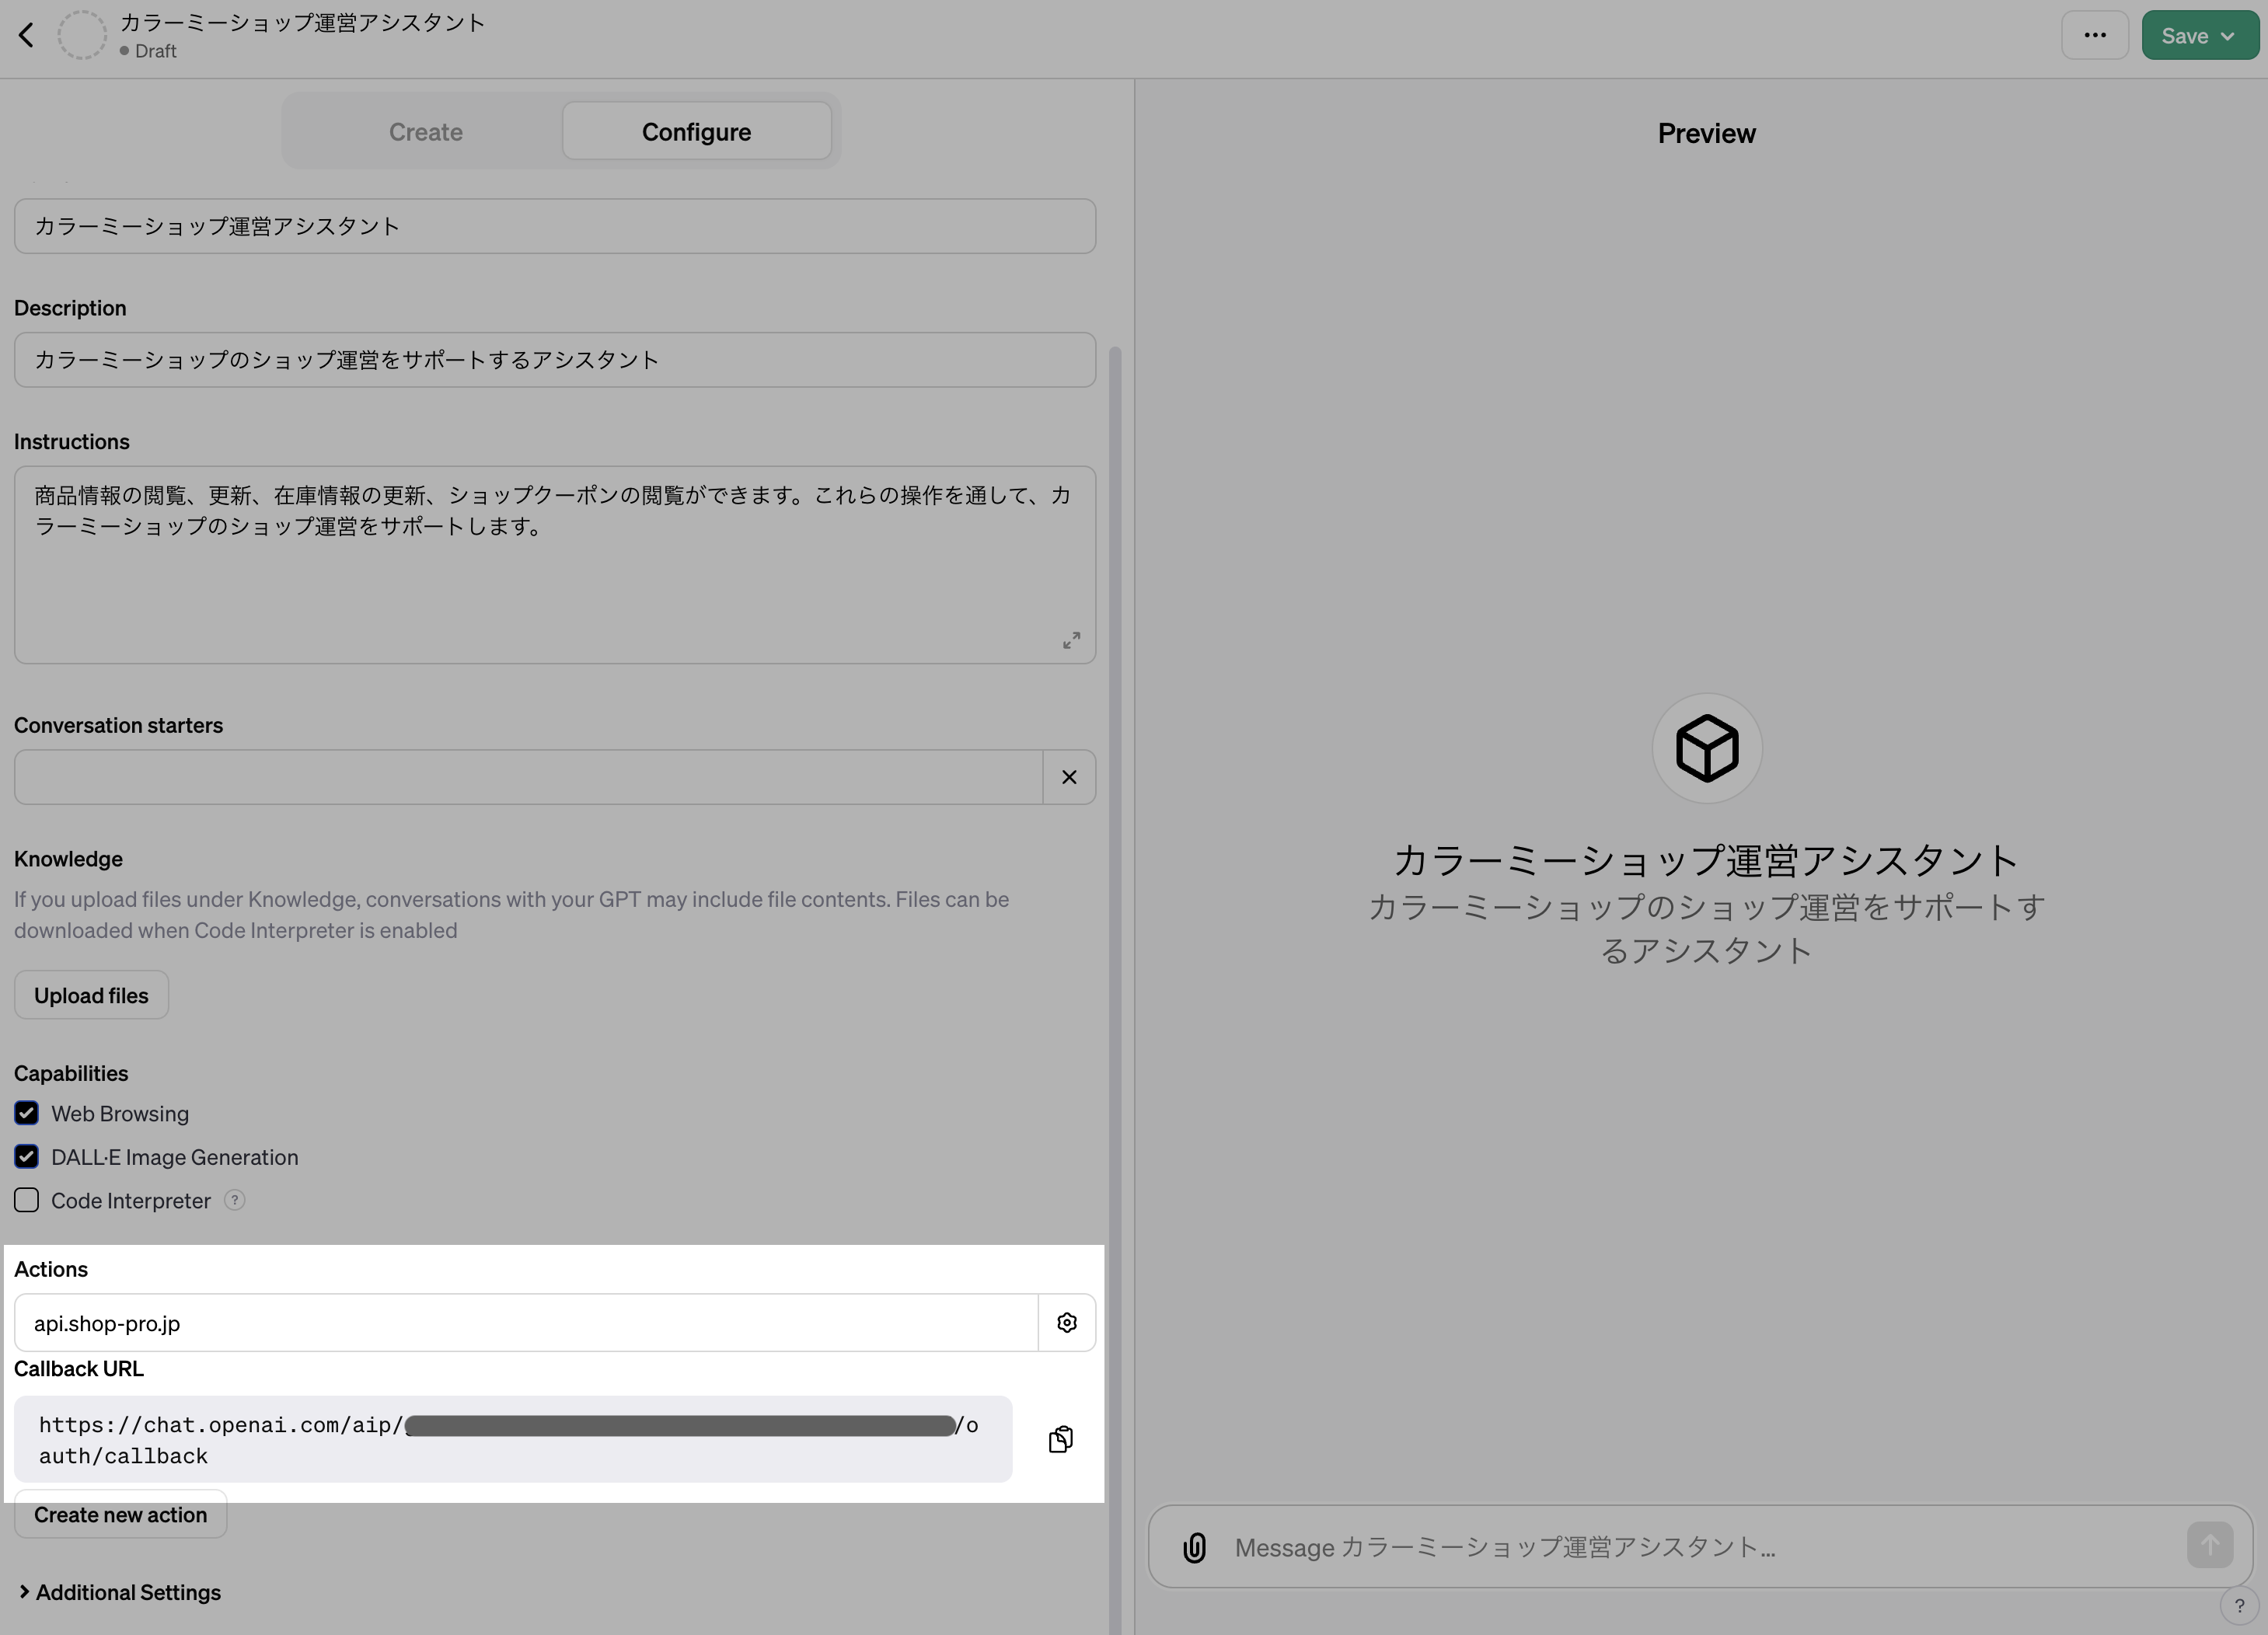 カラーミーショップ運営アシスタント
Draft
Save
Create
Configure
カラーミーショップ運営アシスタント
Description
カラーミーショップのショップ運営をサポートするアシスタント
Instructions
商品情報の閲覧、更新、在庫情報の更新、ショップクーポンの閲覧ができます。これらの操作を通して、カ
ラーミーショップのショップ運営をサポートします。
Conversation starters
Knowledge
If you upload files under Knowledge, conversations with your GPT may include file contents. Files can be
downloaded when Code Interpreter is enabled
Upload files
Capabilities
Web Browsing
DALL·E Image Generation
Code Interpreter ?
Actions
api.shop-pro.jp
Callback URL
https://chat.openai.com/aip/ /o
auth/callback
Create new action
Additional Settings
Preview
カラーミーショップ運営アシスタント
カラーミーショップのショップ運営をサポートす
るアシスタント
Message カラーミーショップ運営アシスタント…
?